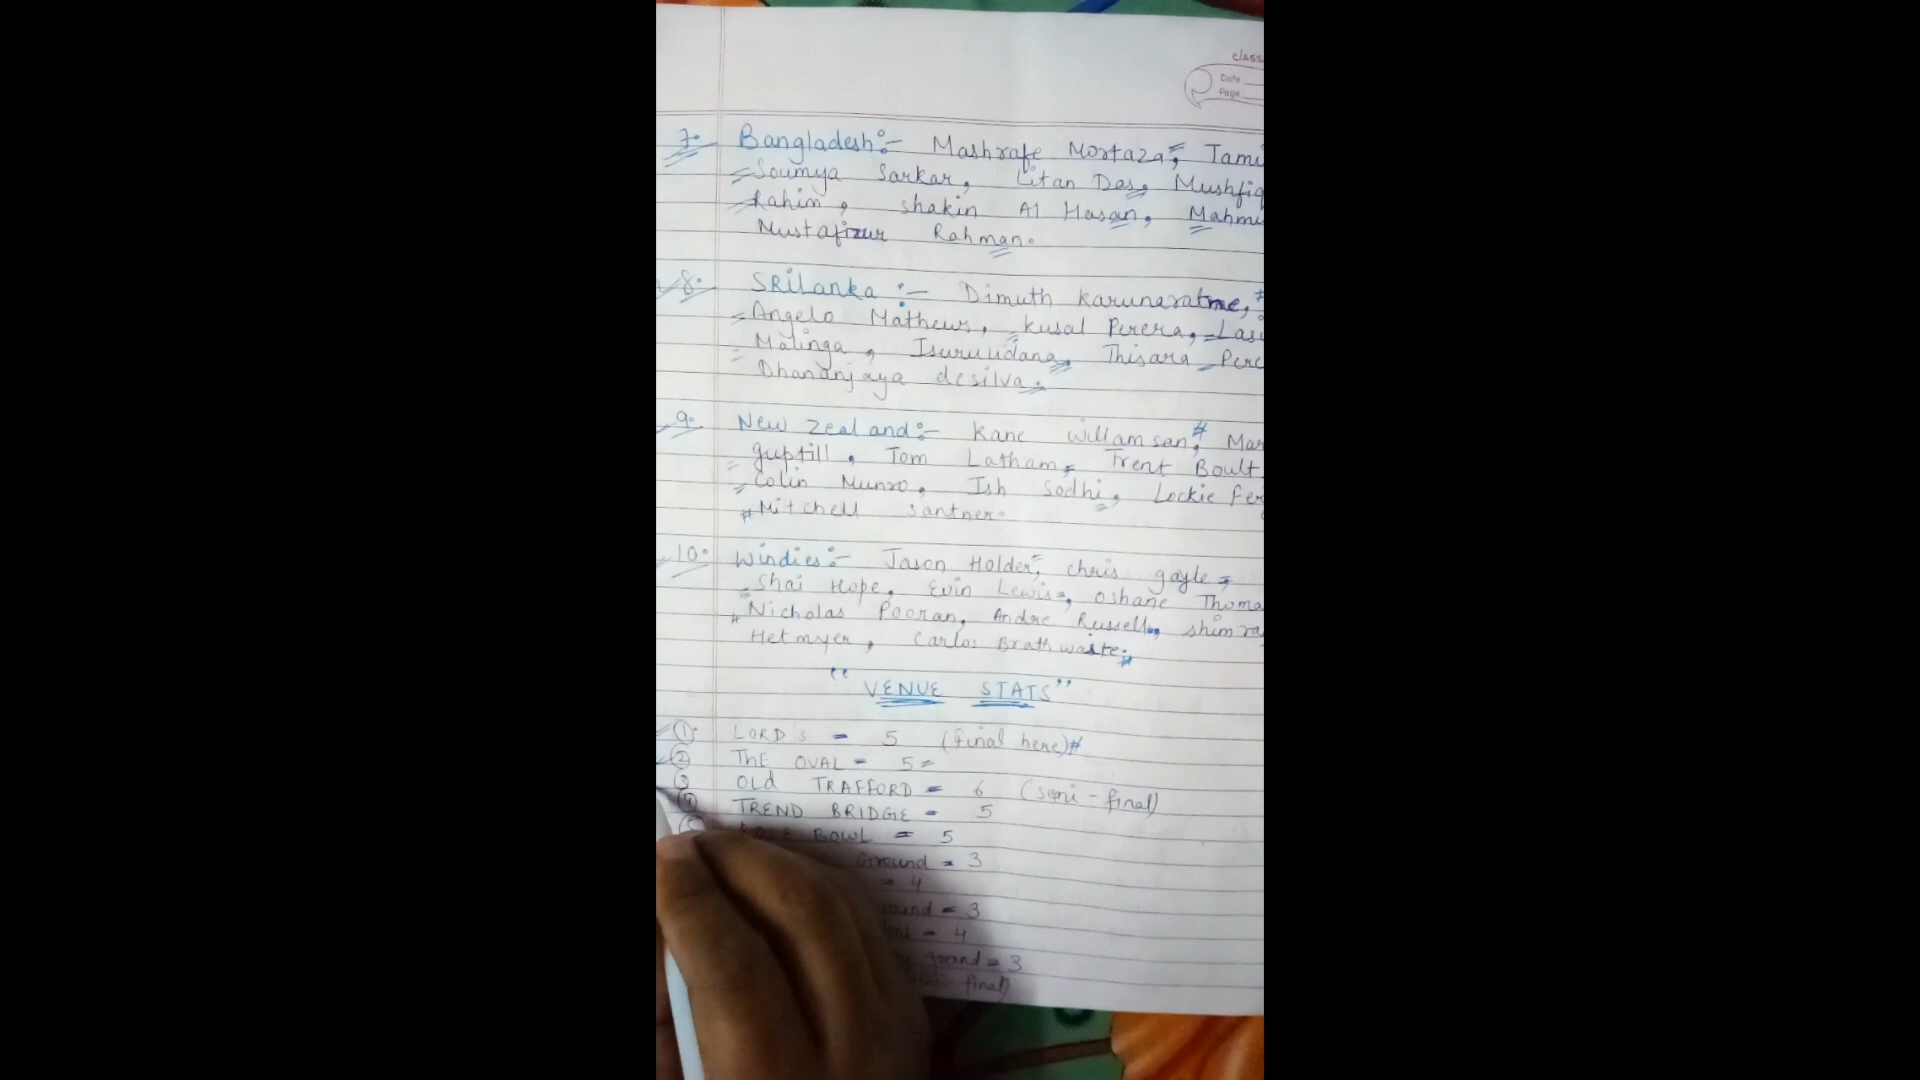 class
Date
Page
7. Bangladesh:- Mashrafe Mortaza, Tami
Soumya Sarkar, Litan Das, Mushfiq
Rahim, shakin Al Hasan, Mahmu
Mustafizur Rahman.
8. SRilanka :- Dimuth karunaratne,
Angelo Mathews, kusal Perera, Lasi
Malinga, Isuruudana, Thisara Pere
Dhananjaya desilva.
9. New Zealand:- Kane Willamson, Mar
guptill, Tom Latham, Trent Boult
Colin Munro, Ish Sodhi, Lockie Fer
Mitchell santner.
10. Windies:- Jason Holder, chris gayle,
Shai Hope, Evin Lewis, Oshane Thoma
Nicholas Pooran, Andre Russell, shimra
Hetmyer, Carlos Brathwaite.
"VENUE STATS"
1. LORD'S = 5 (final here)#
2 ThE OVAL = 5
3 OLd TRAFFORD = 6 (semi-final)
4 TREND BRIDGE = 5
5 BOWL = 5
Ground = 3
= 4
= 3
= 4
ground = 3
final)